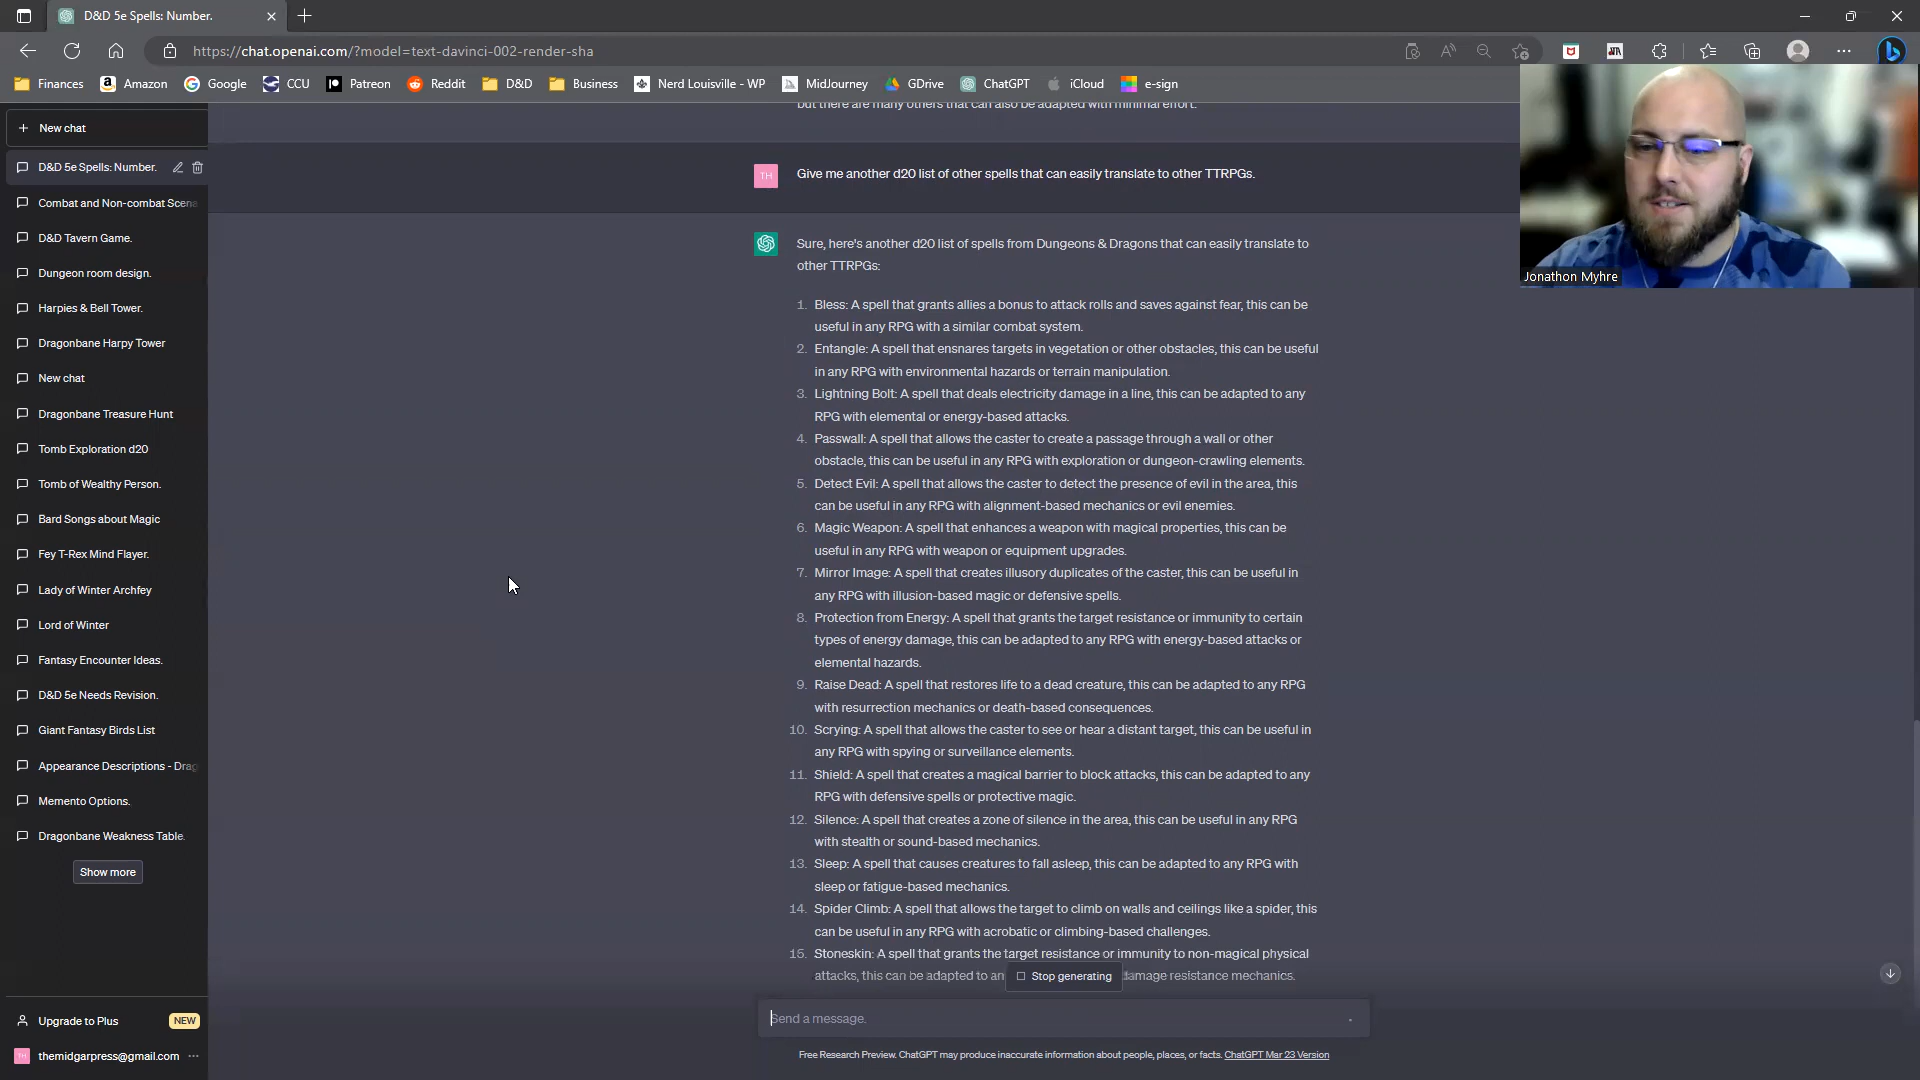 D&D 5e Spells: Number.
https://chat.openai.com/?model=text-davinci-002-render-sha
Finances
Amazon
Google
CCU
Patreon
Reddit
D&D
Business
Nerd Louisville - WP
MidJourney
GDrive
ChatGPT
iCloud
e-sign
New chat
D&D 5e Spells: Number.
Combat and Non-combat Scena
D&D Tavern Game.
Dungeon room design.
Harpies & Bell Tower.
Dragonbane Harpy Tower
New chat
Dragonbane Treasure Hunt
Tomb Exploration d20
Tomb of Wealthy Person.
Bard Songs about Magic
Fey T-Rex Mind Flayer.
Lady of Winter Archfey
Lord of Winter
Fantasy Encounter Ideas.
D&D 5e Needs Revision.
Giant Fantasy Birds List
Appearance Descriptions - Drag
Memento Options.
Dragonbane Weakness Table.
Show more
Upgrade to Plus
NEW
TH
themidgarpress@gmail.com
but there are many others that can also be adapted with minimal effort.
TH
Give me another d20 list of other spells that can easily translate to other TTRPGs.
Sure, here's another d20 list of spells from Dungeons & Dragons that can easily translate to
other TTRPGs:
1. Bless: A spell that grants allies a bonus to attack rolls and saves against fear, this can be
useful in any RPG with a similar combat system.
2. Entangle: A spell that ensnares targets in vegetation or other obstacles, this can be useful
in any RPG with environmental hazards or terrain manipulation.
3. Lightning Bolt: A spell that deals electricity damage in a line, this can be adapted to any
RPG with elemental or energy-based attacks.
4. Passwall: A spell that allows the caster to create a passage through a wall or other
obstacle, this can be useful in any RPG with exploration or dungeon-crawling elements.
5. Detect Evil: A spell that allows the caster to detect the presence of evil in the area, this
can be useful in any RPG with alignment-based mechanics or evil enemies.
6. Magic Weapon: A spell that enhances a weapon with magical properties, this can be
useful in any RPG with weapon or equipment upgrades.
7. Mirror Image: A spell that creates illusory duplicates of the caster, this can be useful in
any RPG with illusion-based magic or defensive spells.
8. Protection from Energy: A spell that grants the target resistance or immunity to certain
types of energy damage, this can be adapted to any RPG with energy-based attacks or
elemental hazards.
9. Raise Dead: A spell that restores life to a dead creature, this can be adapted to any RPG
with resurrection mechanics or death-based consequences.
10. Scrying: A spell that allows the caster to see or hear a distant target, this can be useful in
any RPG with spying or surveillance elements.
11. Shield: A spell that creates a magical barrier to block attacks, this can be adapted to any
RPG with defensive spells or protective magic.
12. Silence: A spell that creates a zone of silence in the area, this can be useful in any RPG
with stealth or sound-based mechanics.
13. Sleep: A spell that causes creatures to fall asleep, this can be adapted to any RPG with
sleep or fatigue-based mechanics.
14. Spider Climb: A spell that allows the target to climb on walls and ceilings like a spider, this
can be useful in any RPG with acrobatic or climbing-based challenges.
15. Stoneskin: A spell that grants the target resistance or immunity to non-magical physical
attacks, this can be adapted to an
damage resistance mechanics.
Stop generating
Send a message.
Free Research Preview. ChatGPT may produce inaccurate information about people, places, or facts. ChatGPT Mar 23 Version
Jonathon Myhre